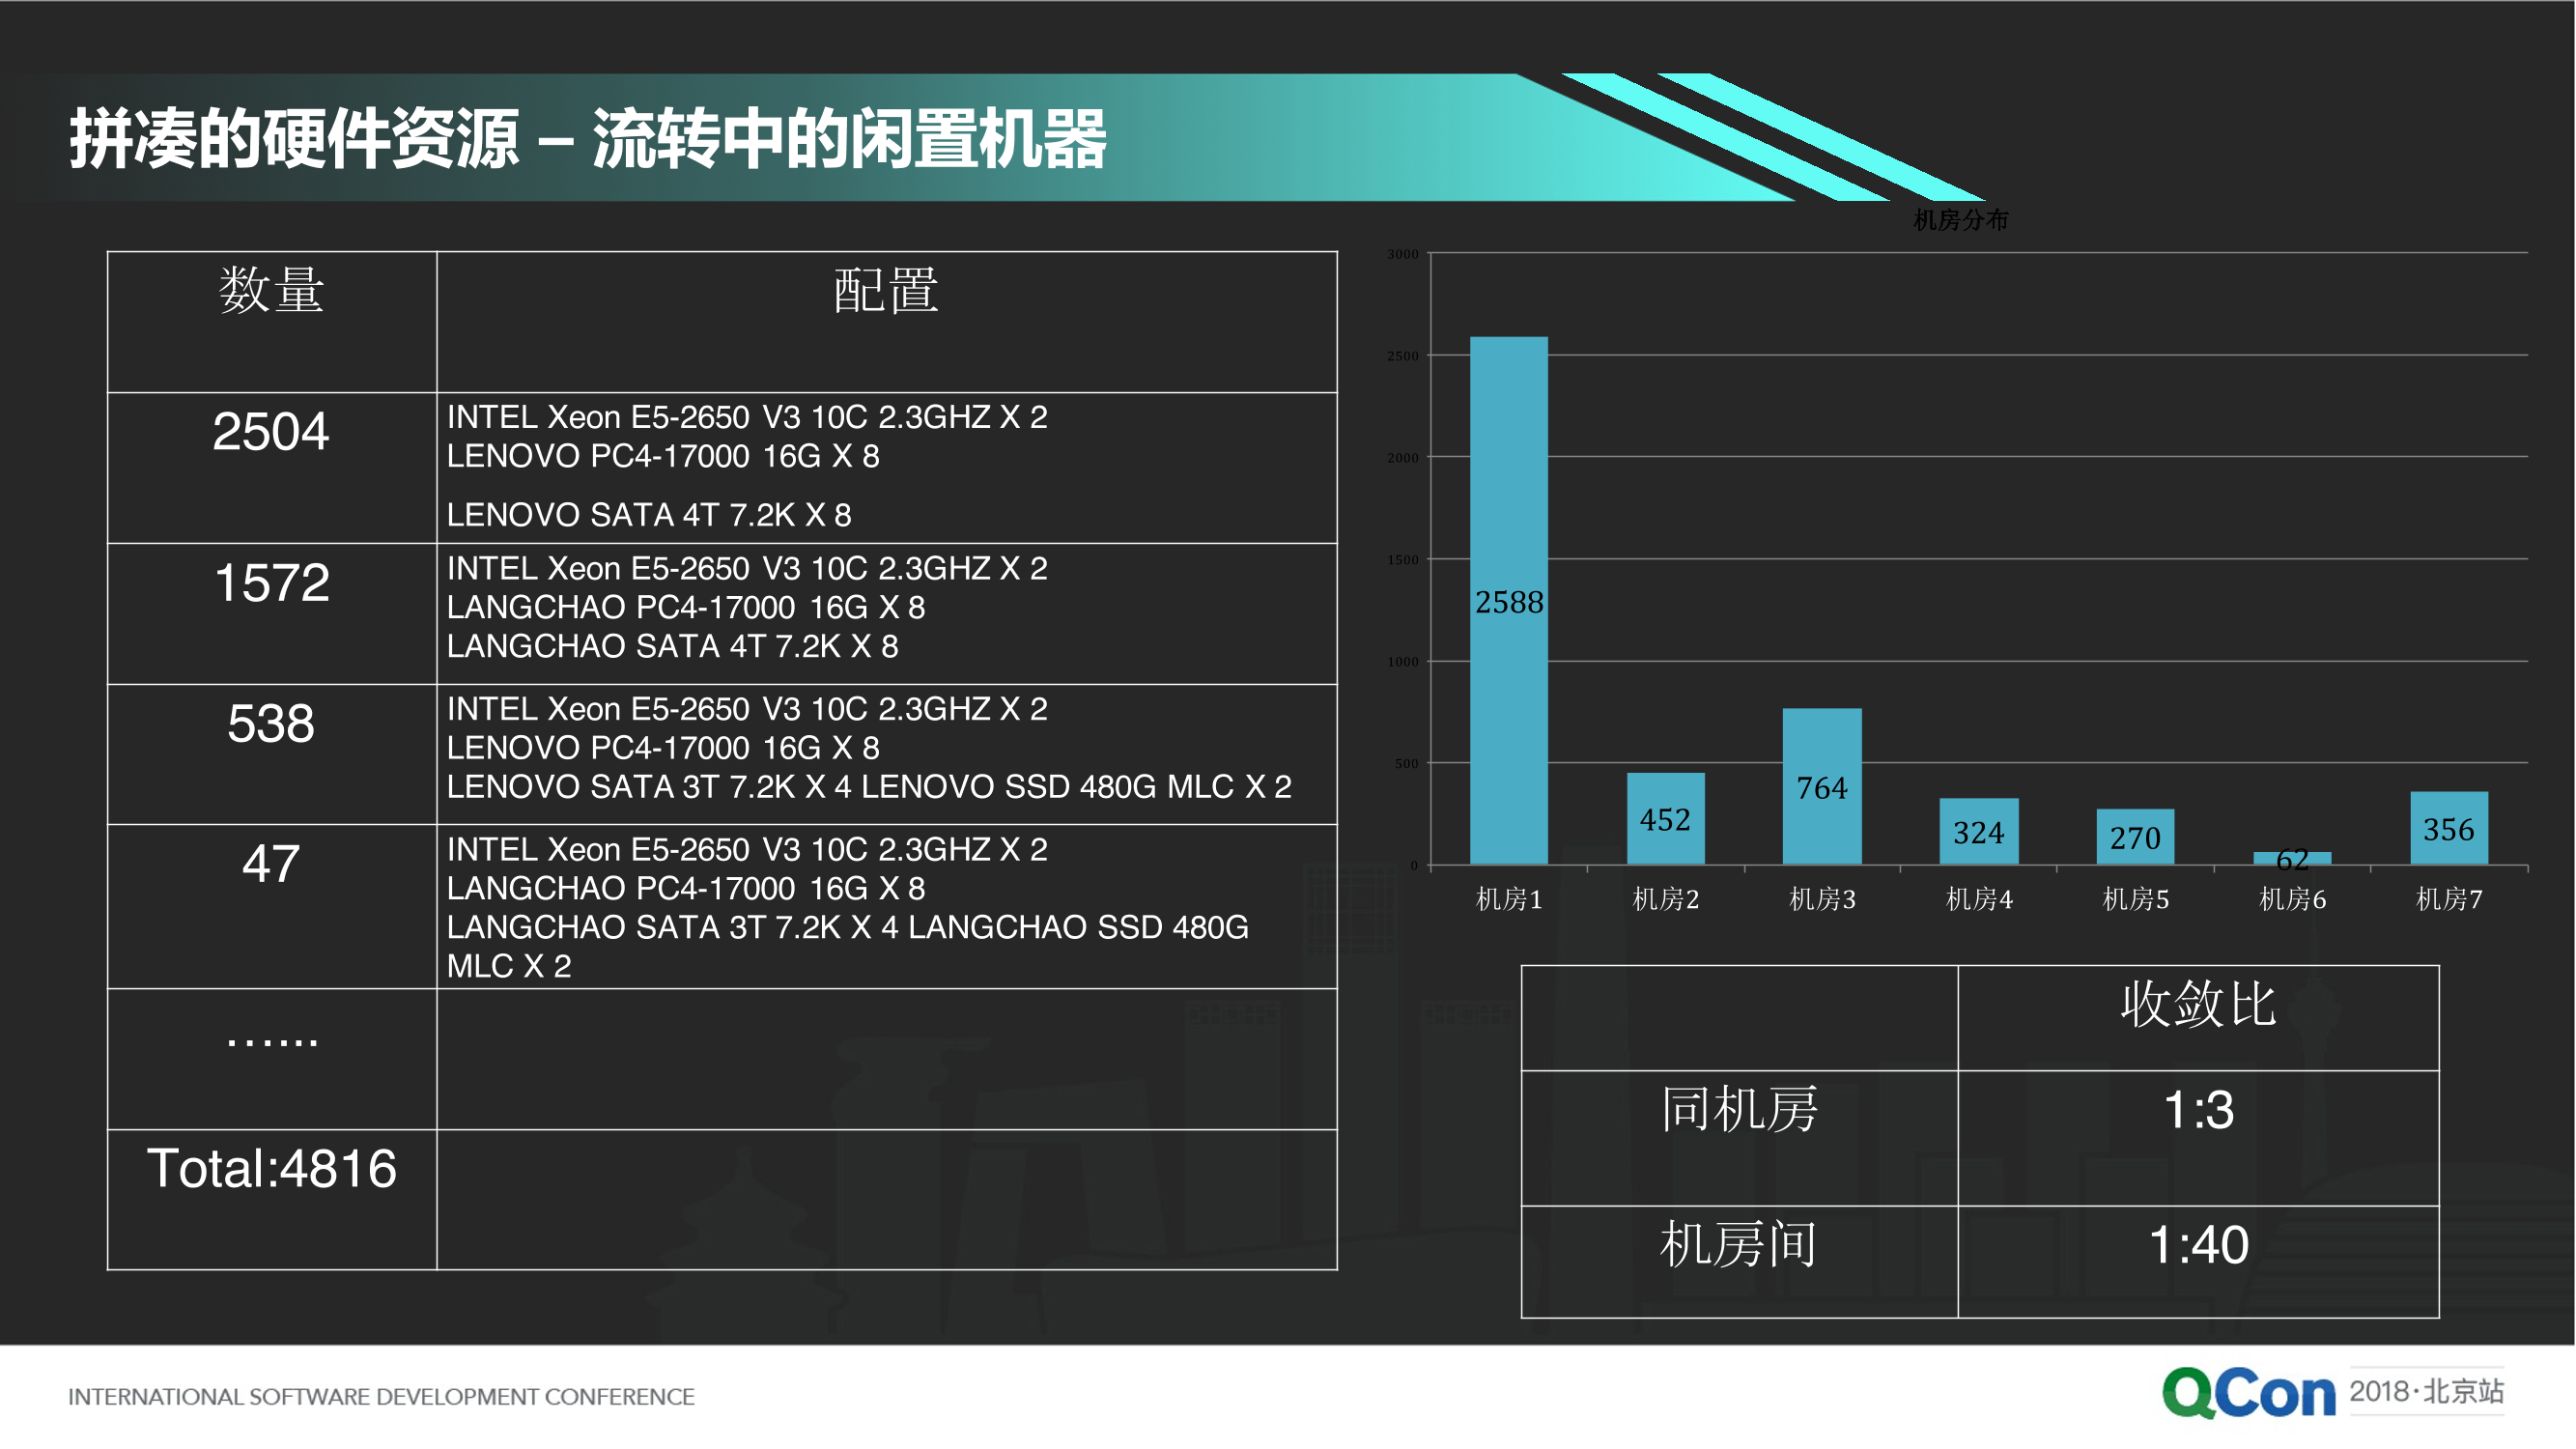 拼凑的硬件资源 – 流转中的闲置机器
数量 配置
2504
INTEL Xeon E5-2650 V3 10C 2.3GHZ X 2
LENOVO PC4-17000 16G X 8
LENOVO SATA 4T 7.2K X 8
1572
INTEL Xeon E5-2650 V3 10C 2.3GHZ X 2
LANGCHAO PC4-17000 16G X 8
LANGCHAO SATA 4T 7.2K X 8
538
INTEL Xeon E5-2650 V3 10C 2.3GHZ X 2
LENOVO PC4-17000 16G X 8
LENOVO SATA 3T 7.2K X 4 LENOVO SSD 480G MLC X 2
47
INTEL Xeon E5-2650 V3 10C 2.3GHZ X 2
LANGCHAO PC4-17000 16G X 8
LANGCHAO SATA 3T 7.2K X 4 LANGCHAO SSD 480G
MLC X 2
…...
Total:4816
机房分布
3000
2500
2000
1500
1000
500
0
2588 452 764 324 270 62 356
机房1 机房2 机房3 机房4 机房5 机房6 机房7
收敛比
同机房 1:3
机房间 1:40
INTERNATIONAL SOFTWARE DEVELOPMENT CONFERENCE
QCon 2018·北京站